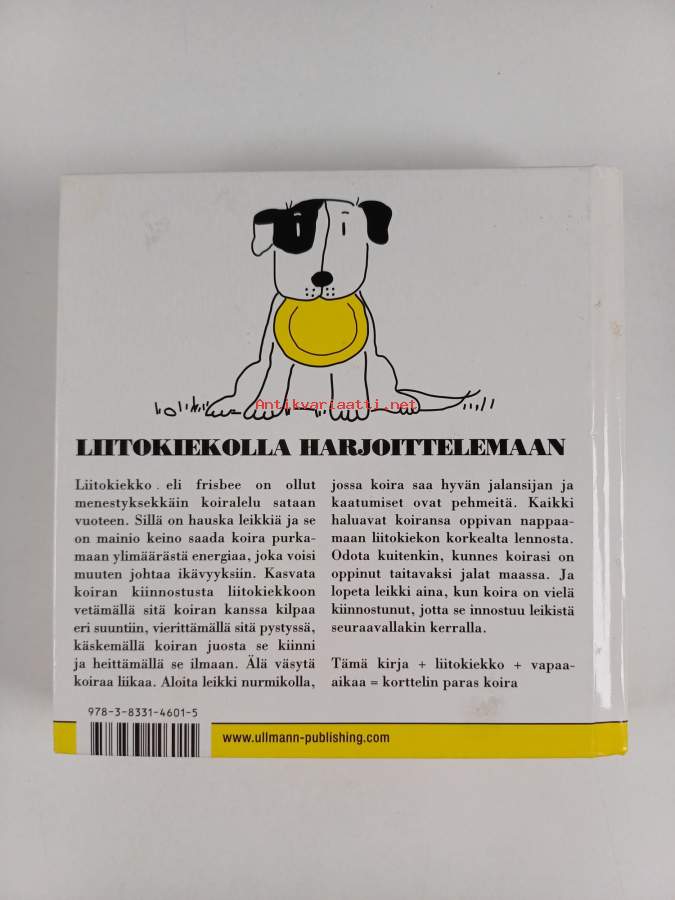 Antikvariaatti.net
LIITOKIEKOLLA HARJOITTELEMAAN
Liitokiekko . eli frisbee on ollut
menestyksekkäin koiralelu sataan
vuoteen. Sillä on hauska leikkiä ja se
on mainio keino saada koira purka-
maan ylimäärästä energiaa, joka voisi
muuten johtaa ikävyyksiin. Kasvata
koiran kiinnostusta liitokiekkoon
vetämällä sitä koiran kanssa kilpaa
eri suuntiin, vierittämällä sitä pystyssä,
käskemällä koiran juosta se kiinni
ja heittämällä se ilmaan. Älä väsytä
koiraa liikaa. Aloita leikki nurmikolla,
jossa koira saa hyvän jalansijan ja
kaatumiset ovat pehmeitä. Kaikki
haluavat koiransa oppivan nappaa-
maan liitokiekon korkealta lennosta.
Odota kuitenkin, kunnes koirasi on
oppinut taitavaksi jalat maassa. Ja
lopeta leikki aina, kun koira on vielä
kiinnostunut, jotta se innostuu leikistä
seuraavallakin kerralla.
Tämä kirja + liitokiekko + vapaa-
aikaa = korttelin paras koira
978-3-8331-4601-5
www.ullmann-publishing.com